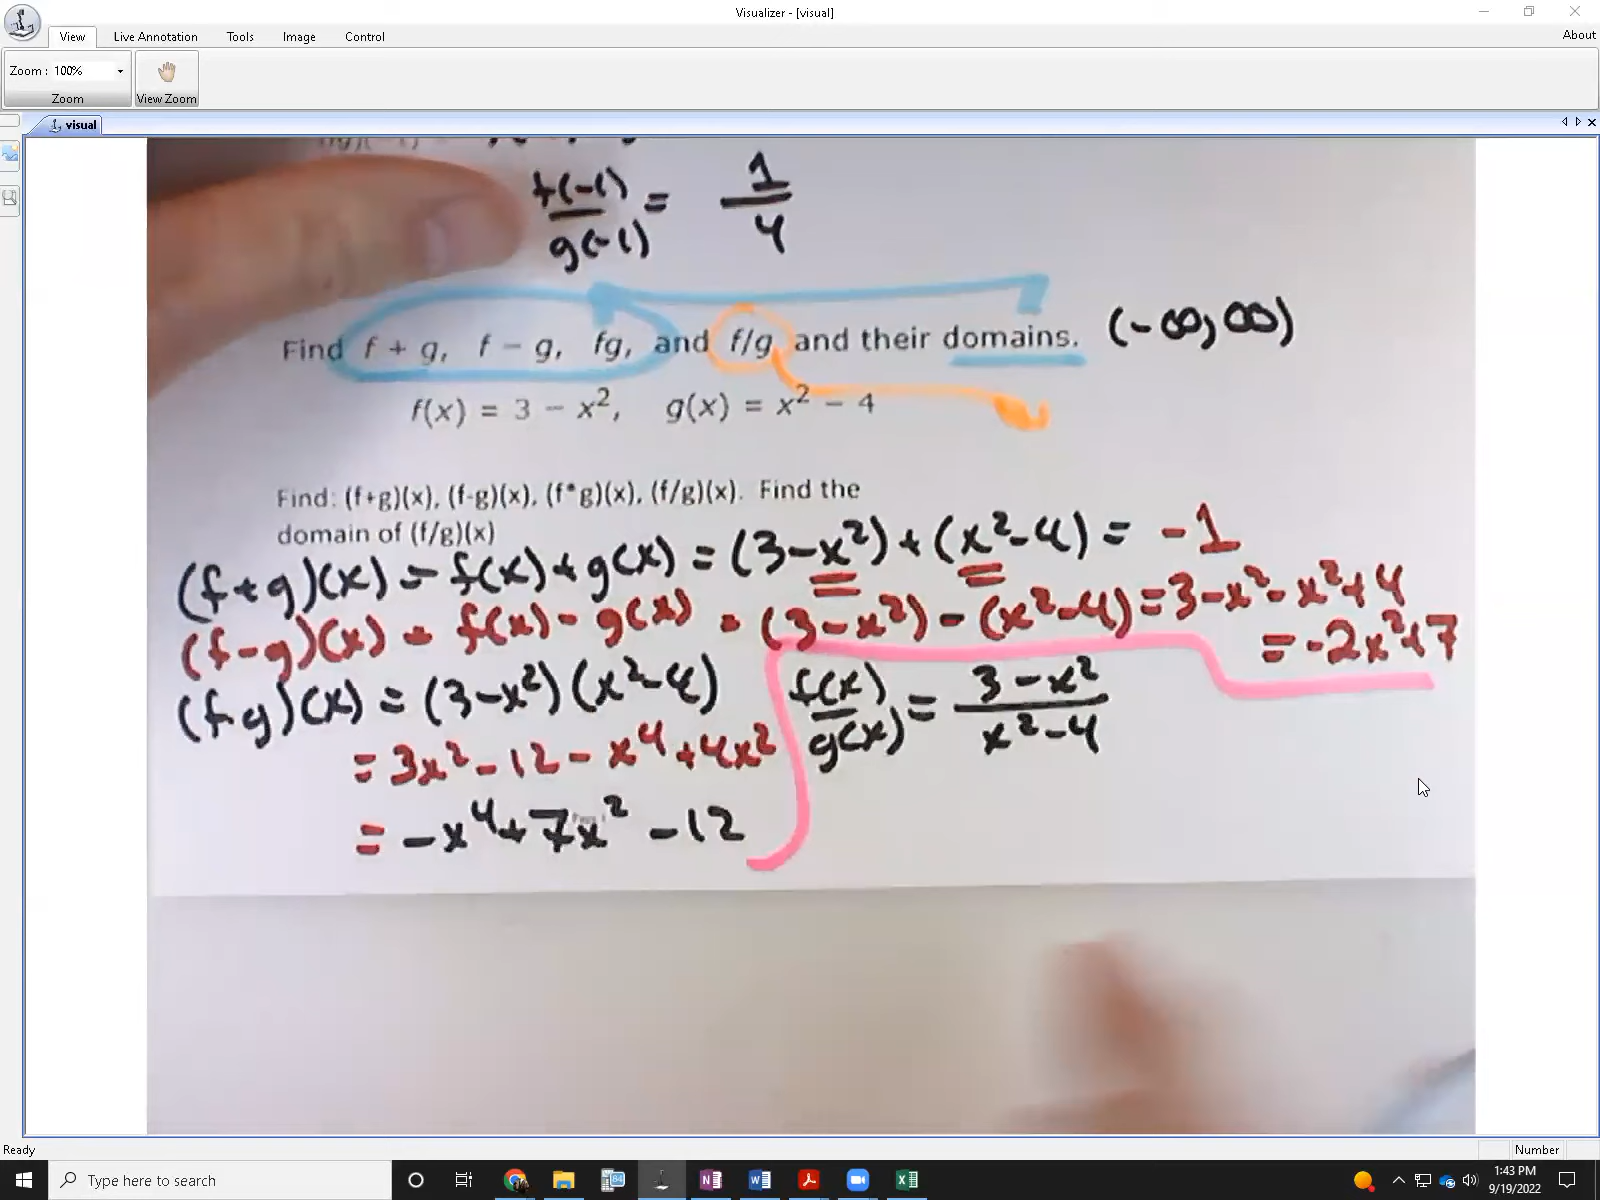 Visualizer - [visual]
View Live Annotation Tools Image Control About
Zoom : 100%
Zoom View Zoom
visual
f(-1)/g(-1) = 1/4
Find f + g, f − g, fg, and f/g and their domains. (-∞, ∞)
f(x) = 3 − x², g(x) = x² − 4
Find: (f+g)(x), (f-g)(x), (f*g)(x), (f/g)(x). Find the
domain of (f/g)(x)
(f+g)(x) = f(x)+g(x) = (3-x²)+(x²-4) = -1
(f-g)(x) = f(x)-g(x) = (3-x²)-(x²-4)=3-x²-x²+4
= -2x²+7
(f·g)(x) = (3-x²)(x²-4)
= 3x²-12-x⁴+4x²
= -x⁴+7x²-12
f(x)/g(x) = (3-x²)/(x²-4)
Ready Number
Type here to search
1:43 PM
9/19/2022